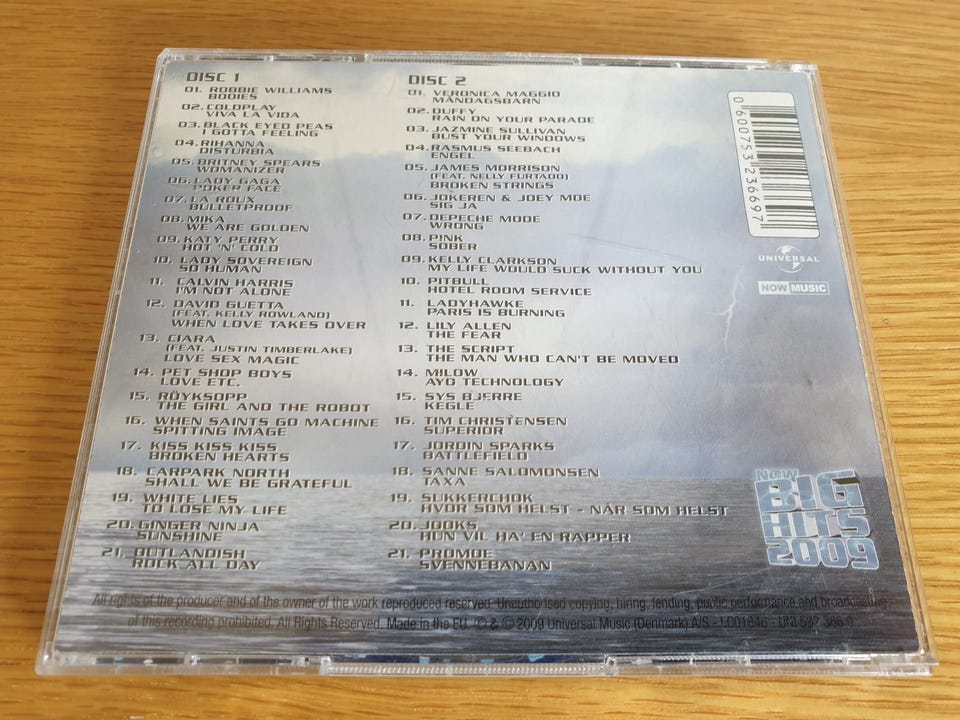 DISC 1
01. ROBBIE WILLIAMS
BODIES
02. COLDPLAY
VIVA LA VIDA
03. BLACK EYED PEAS
I GOTTA FEELING
04. RIHANNA
DISTURBIA
05. BRITNEY SPEARS
WOMANIZER
06. LADY GAGA
POKER FACE
07. LA ROUX
BULLETPROOF
08. MIKA
WE ARE GOLDEN
09. KATY PERRY
HOT 'N' COLD
10. LADY SOVEREIGN
SO HUMAN
11. CALVIN HARRIS
I'M NOT ALONE
12. DAVID GUETTA
(FEAT. KELLY ROWLAND)
WHEN LOVE TAKES OVER
13. CIARA
(FEAT. JUSTIN TIMBERLAKE)
LOVE SEX MAGIC
14. PET SHOP BOYS
LOVE ETC.
15. RÖYKSOPP
THE GIRL AND THE ROBOT
16. WHEN SAINTS GO MACHINE
SPITTING IMAGE
17. KISS KISS KISS
BROKEN HEARTS
18. CARPARK NORTH
SHALL WE BE GRATEFUL
19. WHITE LIES
TO LOSE MY LIFE
20. GINGER NINJA
SUNSHINE
21. OUTLANDISH
ROCK ALL DAY
DISC 2
01. VERONICA MAGGIO
MÅNDAGSBARN
02. DUFFY
RAIN ON YOUR PARADE
03. JAZMINE SULLIVAN
BUST YOUR WINDOWS
04. RASMUS SEEBACH
ENGEL
05. JAMES MORRISON
(FEAT. NELLY FURTADO)
BROKEN STRINGS
06. JOKEREN & JOEY MOE
SIG JA
07. DEPECHE MODE
WRONG
08. PINK
SOBER
09. KELLY CLARKSON
MY LIFE WOULD SUCK WITHOUT YOU
10. PITBULL
HOTEL ROOM SERVICE
11. LADYHAWKE
PARIS IS BURNING
12. LILY ALLEN
THE FEAR
13. THE SCRIPT
THE MAN WHO CAN'T BE MOVED
14. MILOW
AYO TECHNOLOGY
15. SYS BJERRE
KEGLE
16. TIM CHRISTENSEN
SUPERIOR
17. JORDIN SPARKS
BATTLEFIELD
18. SANNE SALOMONSEN
TAXA
19. SUKKERCHOK
HVOR SOM HELST - NÅR SOM HELST
20. JOOKS
HUN VIL HA' EN RAPPER
21. PROMOE
SVENNEBANAN
0600753236697
UNIVERSAL
NOW MUSIC
NOW
BIG
HITS
2009
All rights of the producer and of the owner of the work reproduced reserved. Unauthorised copying, hiring, lending, public performance and broadcasting
of this recording prohibited. All Rights Reserved. Made in the EU. ℗ & © 2009 Universal Music (Denmark) A/S -